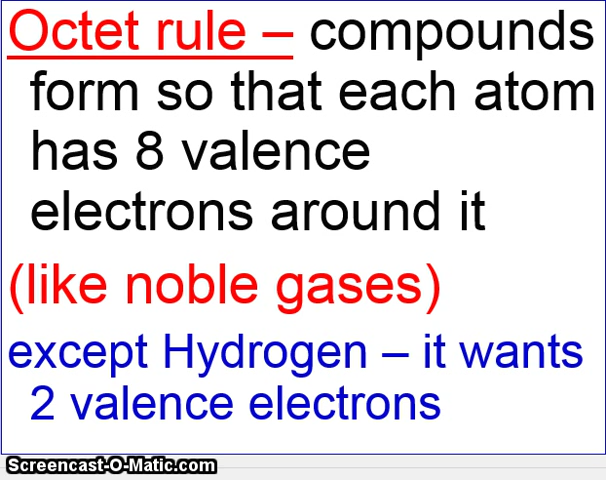 Octet rule – compounds
form so that each atom
has 8 valence
electrons around it
(like noble gases)
except Hydrogen – it wants
2 valence electrons
Screencast-O-Matic.com